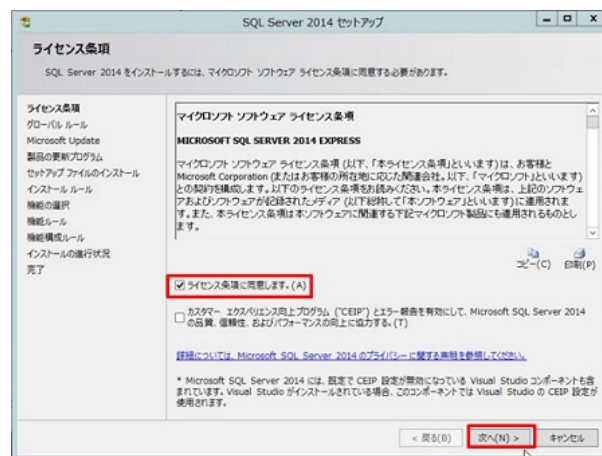 SQL Server 2014 セットアップ
ライセンス条項
SQL Server 2014 をインストールするには、マイクロソフト ソフトウェア ライセンス条項に同意する必要があります。
ライセンス条項
グローバル ルール
Microsoft Update
製品の更新プログラム
セットアップ ファイルのインストール
インストール ルール
機能の選択
機能ルール
機能構成ルール
インストールの進行状況
完了
マイクロソフト ソフトウェア ライセンス条項
MICROSOFT SQL SERVER 2014 EXPRESS
マイクロソフト ソフトウェア ライセンス条項 (以下、「本ライセンス条項」といいます) は、お客様と
Microsoft Corporation (またはお客様の所在地に応じた関連会社。以下、「マイクロソフト」といいます)
との契約を構成します。以下のライセンス条項をお読みください。本ライセンス条項は、上記のソフトウェ
アおよびソフトウェアが記録されたメディア (以下総称して「本ソフトウェア」といいます) に適用されま
す。また、本ライセンス条項は本ソフトウェアに関連する下記マイクロソフト製品にも適用されるものとし
ます。
コピー(C) 印刷(P)
ライセンス条項に同意します。(A)
カスタマー エクスペリエンス向上プログラム ("CEIP") とエラー報告を有効にして、Microsoft SQL Server 2014
の品質、信頼性、およびパフォーマンスの向上に協力する。(T)
詳細については、Microsoft SQL Server 2014 のプライバシーに関する声明を参照してください。
* Microsoft SQL Server 2014 には、既定で CEIP 設定が無効になっている Visual Studio コンポーネントも含
まれています。Visual Studio がインストールされている場合、このコンポーネントでは Visual Studio の CEIP 設定が
使用されます。
< 戻る(B) 次へ(N) > キャンセル